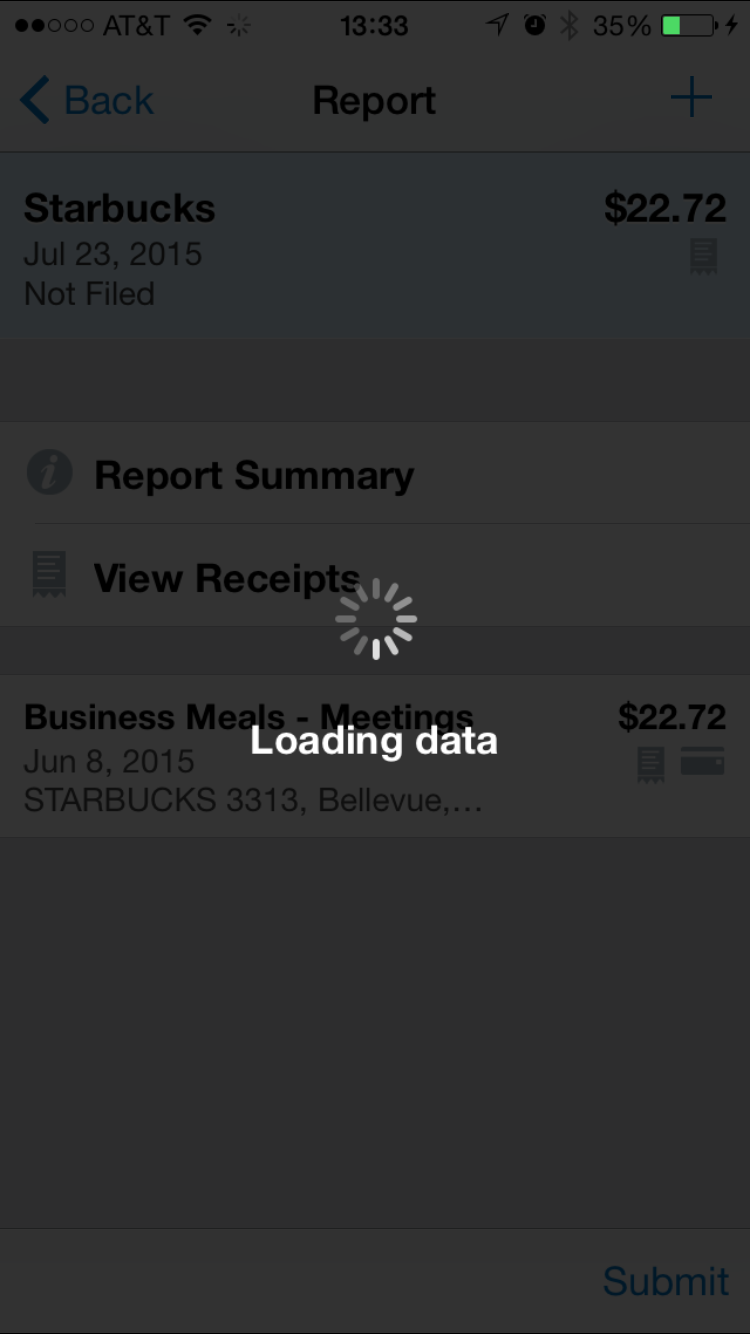 AT&T 13:33 35%
Back Report
Starbucks $22.72
Jul 23, 2015
Not Filed
Report Summary
View Receipts
Business Meals - Meetings $22.72
Loading data
Jun 8, 2015
STARBUCKS 3313, Bellevue,...
Submit